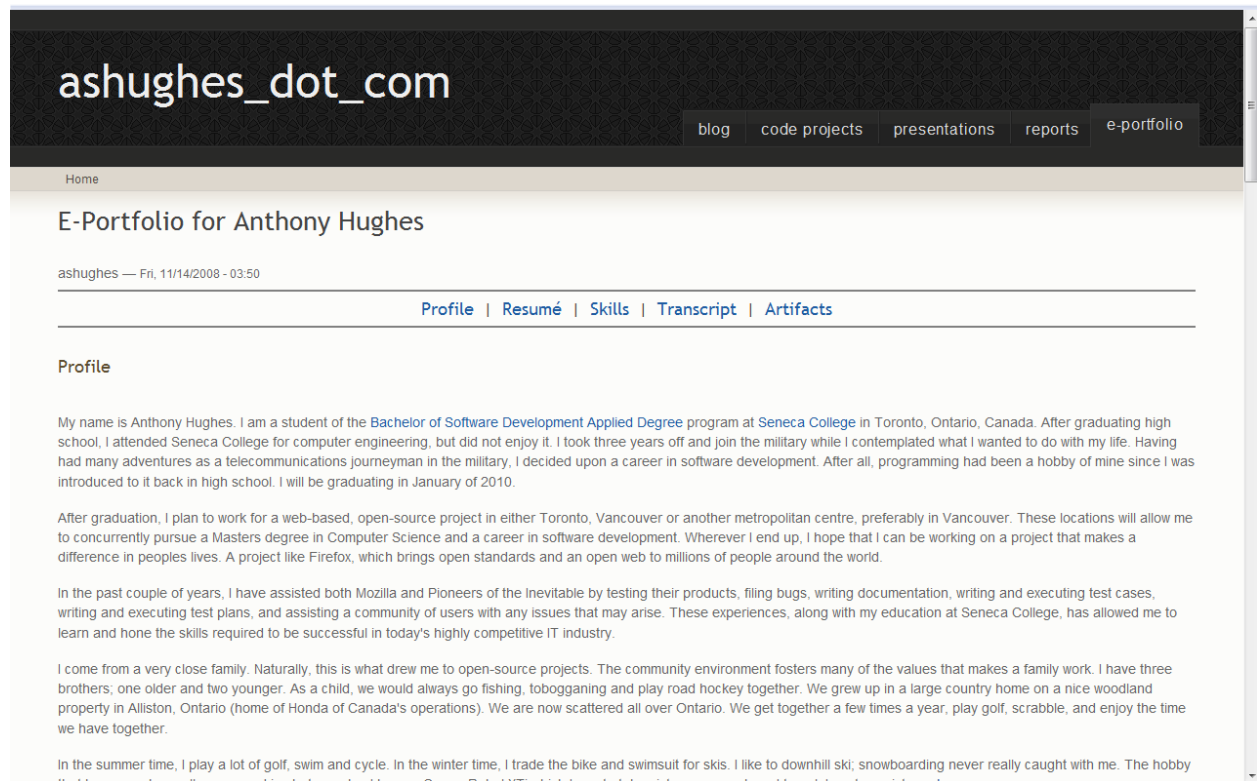 ashughes_dot_com
blog code projects presentations reports e-portfolio
Home
E-Portfolio for Anthony Hughes
ashughes — Fri, 11/14/2008 - 03:50
Profile | Resumé | Skills | Transcript | Artifacts
Profile
My name is Anthony Hughes. I am a student of the Bachelor of Software Development Applied Degree program at Seneca College in Toronto, Ontario, Canada. After graduating high
school, I attended Seneca College for computer engineering, but did not enjoy it. I took three years off and join the military while I contemplated what I wanted to do with my life. Having
had many adventures as a telecommunications journeyman in the military, I decided upon a career in software development. After all, programming had been a hobby of mine since I was
introduced to it back in high school. I will be graduating in January of 2010.
After graduation, I plan to work for a web-based, open-source project in either Toronto, Vancouver or another metropolitan centre, preferably in Vancouver. These locations will allow me
to concurrently pursue a Masters degree in Computer Science and a career in software development. Wherever I end up, I hope that I can be working on a project that makes a
difference in peoples lives. A project like Firefox, which brings open standards and an open web to millions of people around the world.
In the past couple of years, I have assisted both Mozilla and Pioneers of the Inevitable by testing their products, filing bugs, writing documentation, writing and executing test cases,
writing and executing test plans, and assisting a community of users with any issues that may arise. These experiences, along with my education at Seneca College, has allowed me to
learn and hone the skills required to be successful in today's highly competitive IT industry.
I come from a very close family. Naturally, this is what drew me to open-source projects. The community environment fosters many of the values that makes a family work. I have three
brothers; one older and two younger. As a child, we would always go fishing, tobogganing and play road hockey together. We grew up in a large country home on a nice woodland
property in Alliston, Ontario (home of Honda of Canada's operations). We are now scattered all over Ontario. We get together a few times a year, play golf, scrabble, and enjoy the time
we have together.
In the summer time, I play a lot of golf, swim and cycle. In the winter time, I trade the bike and swimsuit for skis. I like to downhill ski; snowboarding never really caught with me. The hobby